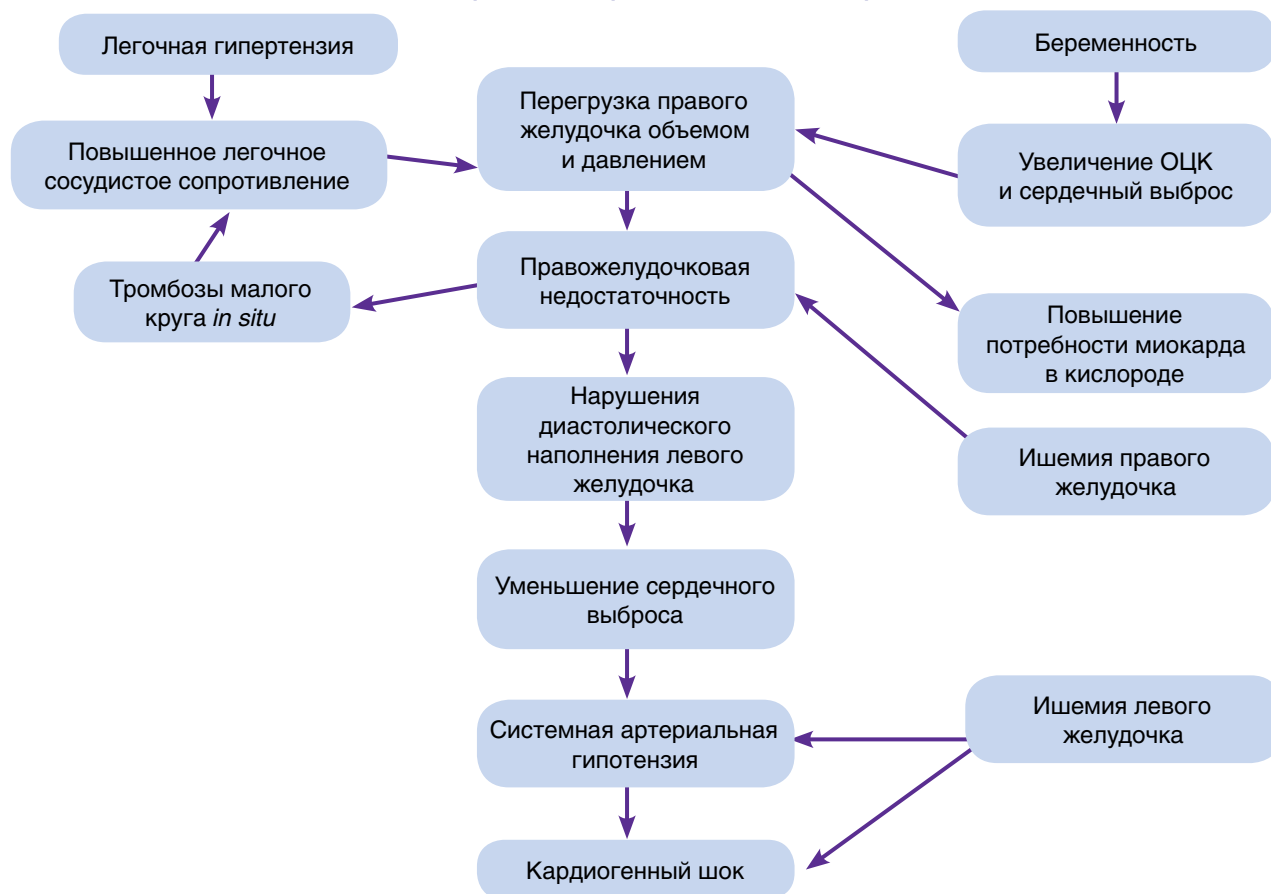 Легочная гипертензия
Беременность
Перегрузка правого
желудочка объемом
и давлением
Повышенное легочное
сосудистое сопротивление
Увеличение ОЦК
и сердечный выброс
Правожелудочковая
недостаточность
Тромбозы малого
круга in situ
Повышение
потребности миокарда
в кислороде
Нарушения
диастолического
наполнения левого
желудочка
Ишемия правого
желудочка
Уменьшение сердечного
выброса
Системная артериальная
гипотензия
Ишемия левого
желудочка
Кардиогенный шок